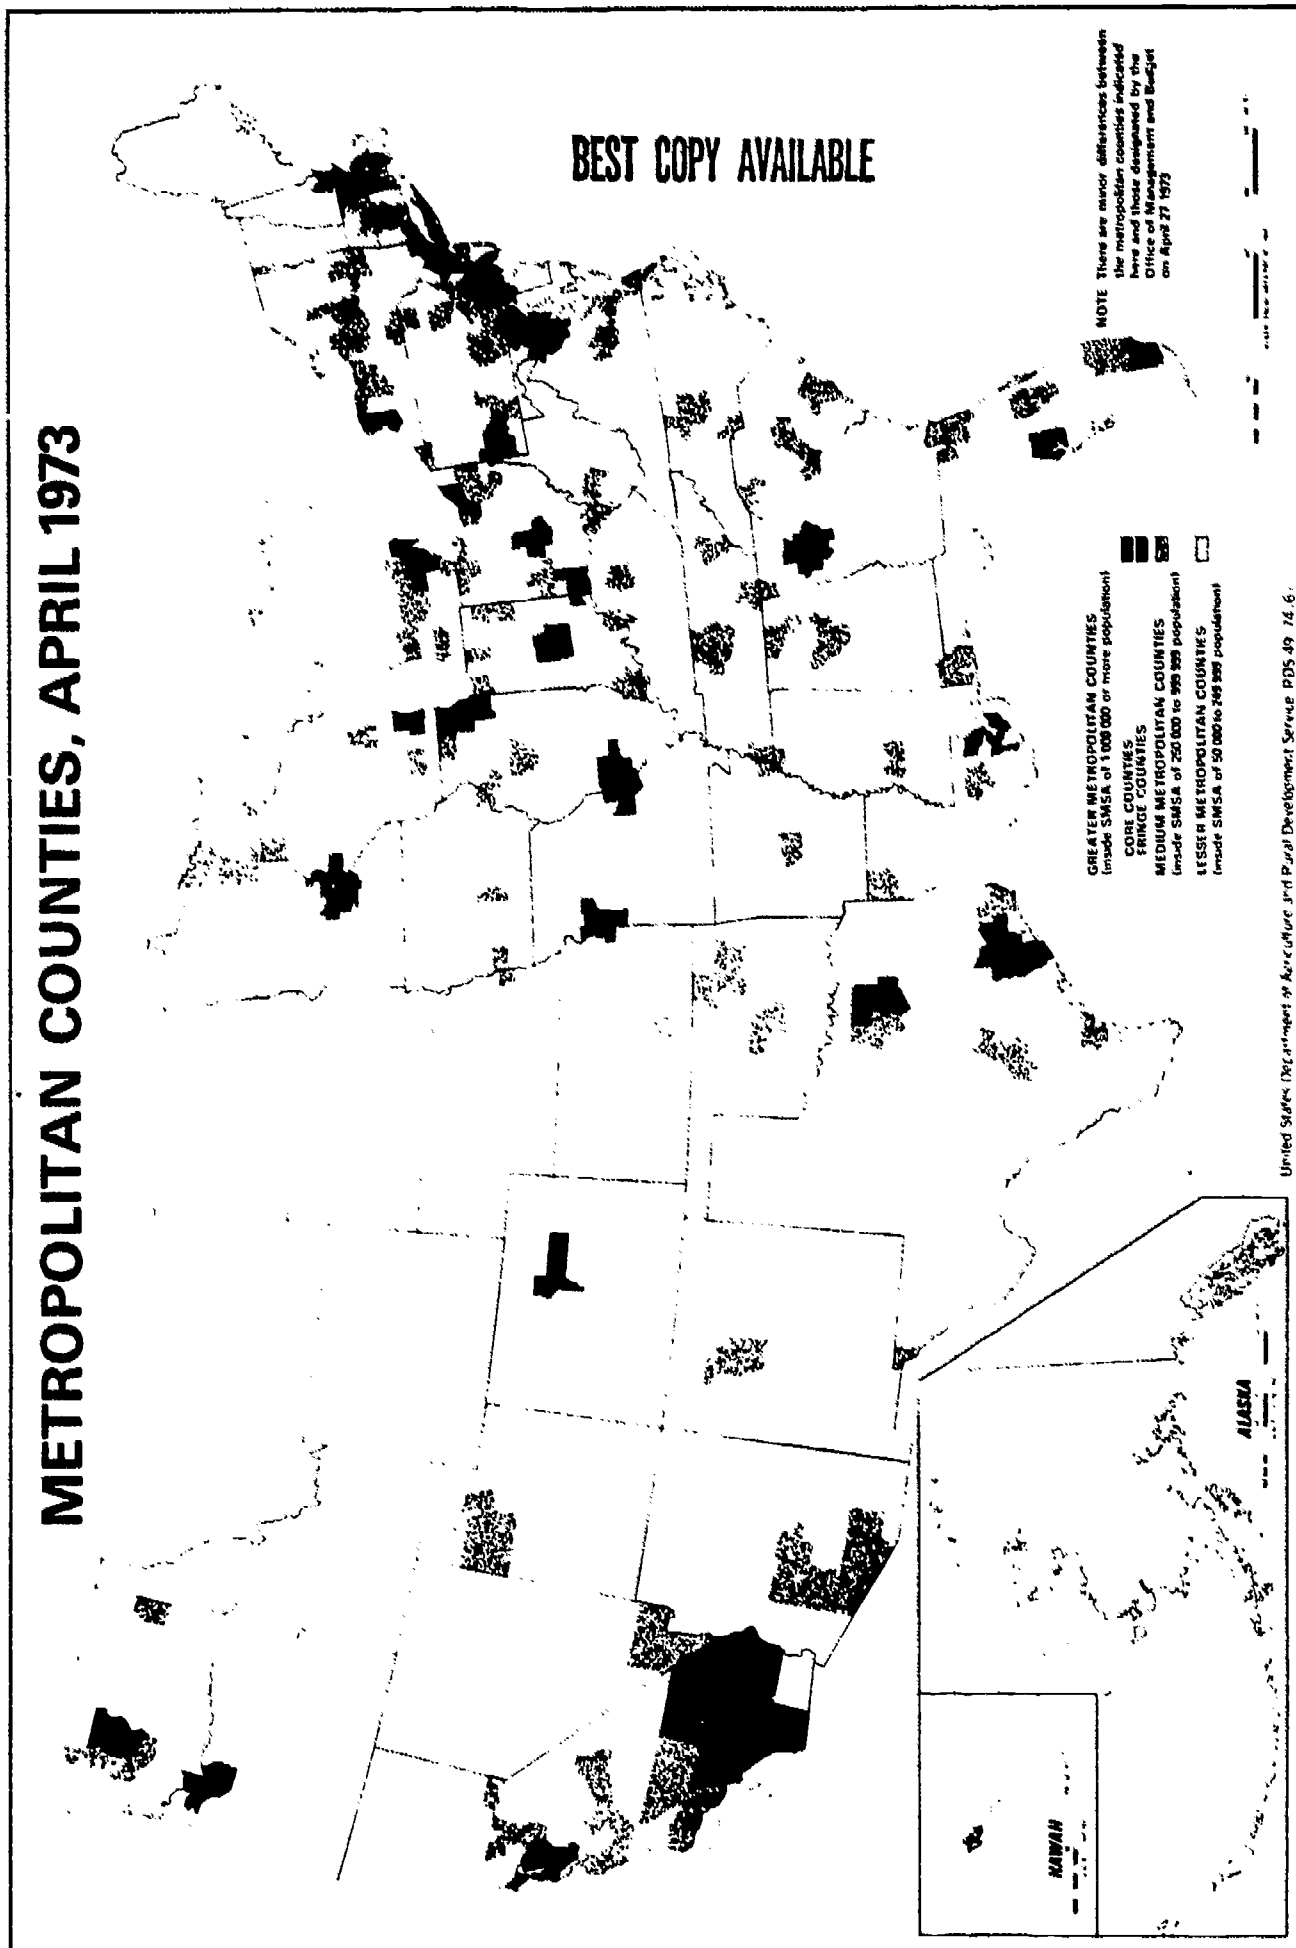 METROPOLITAN COUNTIES, APRIL 1973
BEST COPY AVAILABLE
NOTE There are minor differences between
the metropolitan counties indicated
here and those designated by the
Office of Management and Budget
on April 27 1973
GREATER METROPOLITAN COUNTIES
(inside SMSA of 1 000 000 or more population)
CORE COUNTIES
FRINGE COUNTIES
MEDIUM METROPOLITAN COUNTIES
(inside SMSA of 250 000 to 999 999 population)
LESSER METROPOLITAN COUNTIES
(inside SMSA of 50 000 to 249 999 population)
HAWAII
ALASKA
United States Department of Agriculture and Rural Development Service PDS 49 74.6